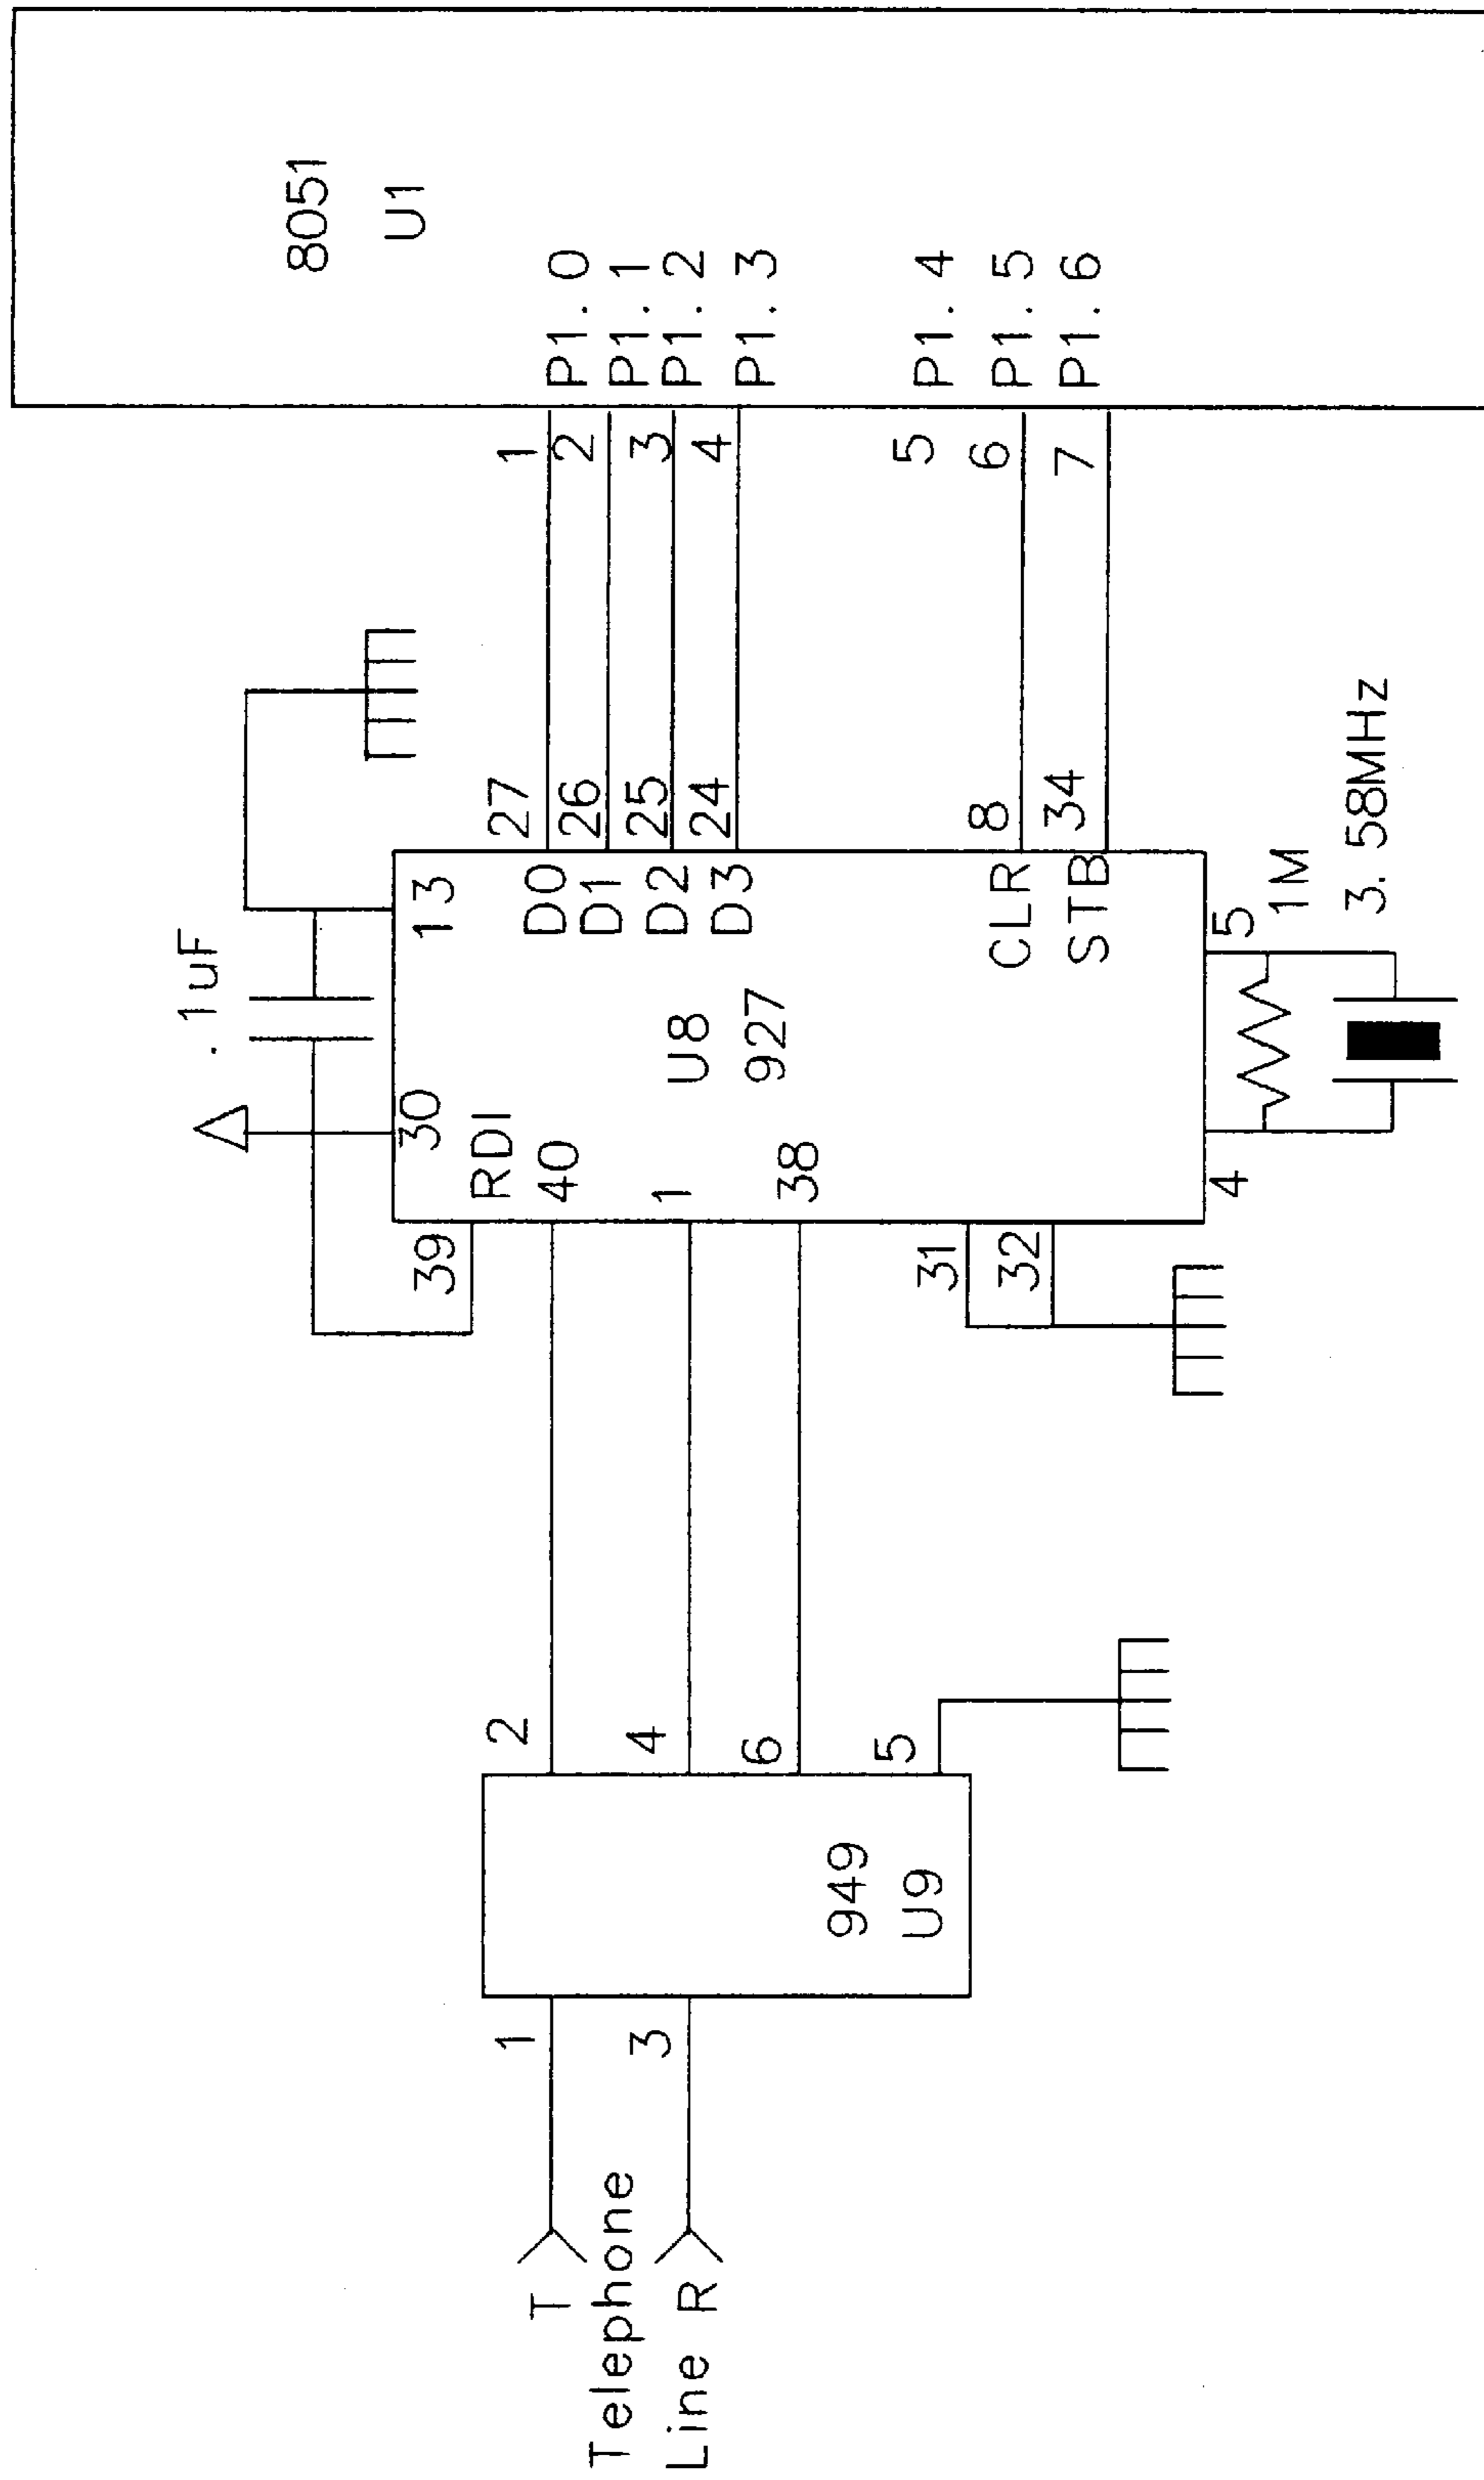 8051
U1
P1.0
P1.1
P1.2
P1.3
P1.4
P1.5
P1.6
1
2
3
4
5
6
7
.1uF
13
30
27
26
25
24
8
34
D0
D1
D2
D3
CLR
STB
U8
927
RDI
39
40
1
38
31
32
4
5
1M
3.58MHz
2
4
6
5
949
U9
1
3
T
Telephone
Line R